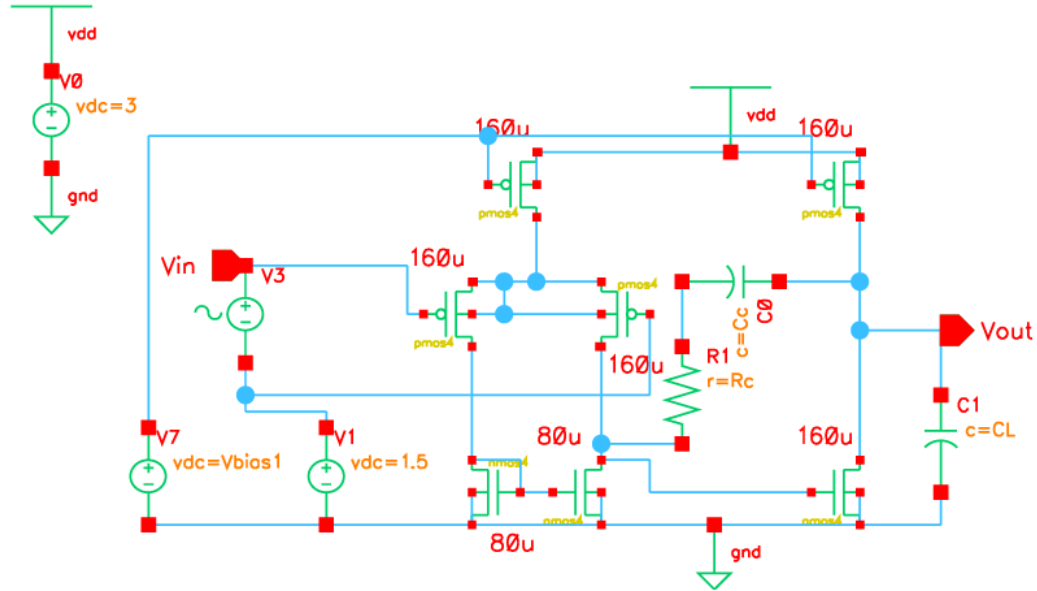 vdd
V0
vdc=3
gnd
160u
vdd
160u
pmos4
pmos4
Vin
V3
160u
pmos4
pmos4
160u
c=Cc
C0
R1
r=Rc
Vout
V7
vdc=Vbias1
V1
vdc=1.5
80u
nmos4
nmos4
80u
160u
nmos4
C1
c=CL
gnd